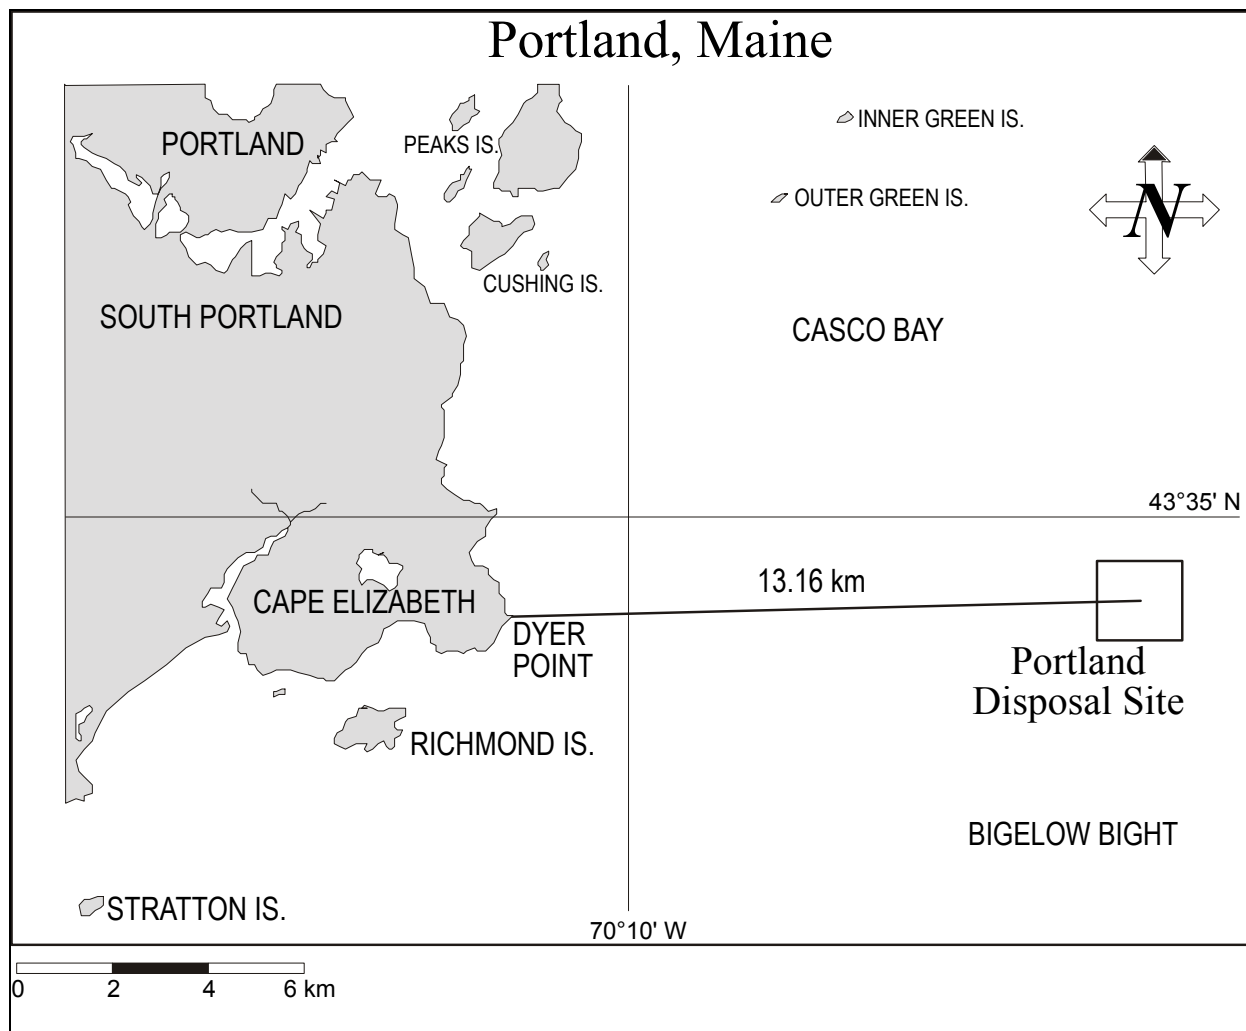 Portland, Maine
PORTLAND
PEAKS IS.
INNER GREEN IS.
OUTER GREEN IS.
N
CUSHING IS.
SOUTH PORTLAND
CASCO BAY
43°35' N
13.16 km
CAPE ELIZABETH
DYER
POINT
Portland
Disposal Site
RICHMOND IS.
BIGELOW BIGHT
STRATTON IS.
70°10' W
0 2 4 6 km